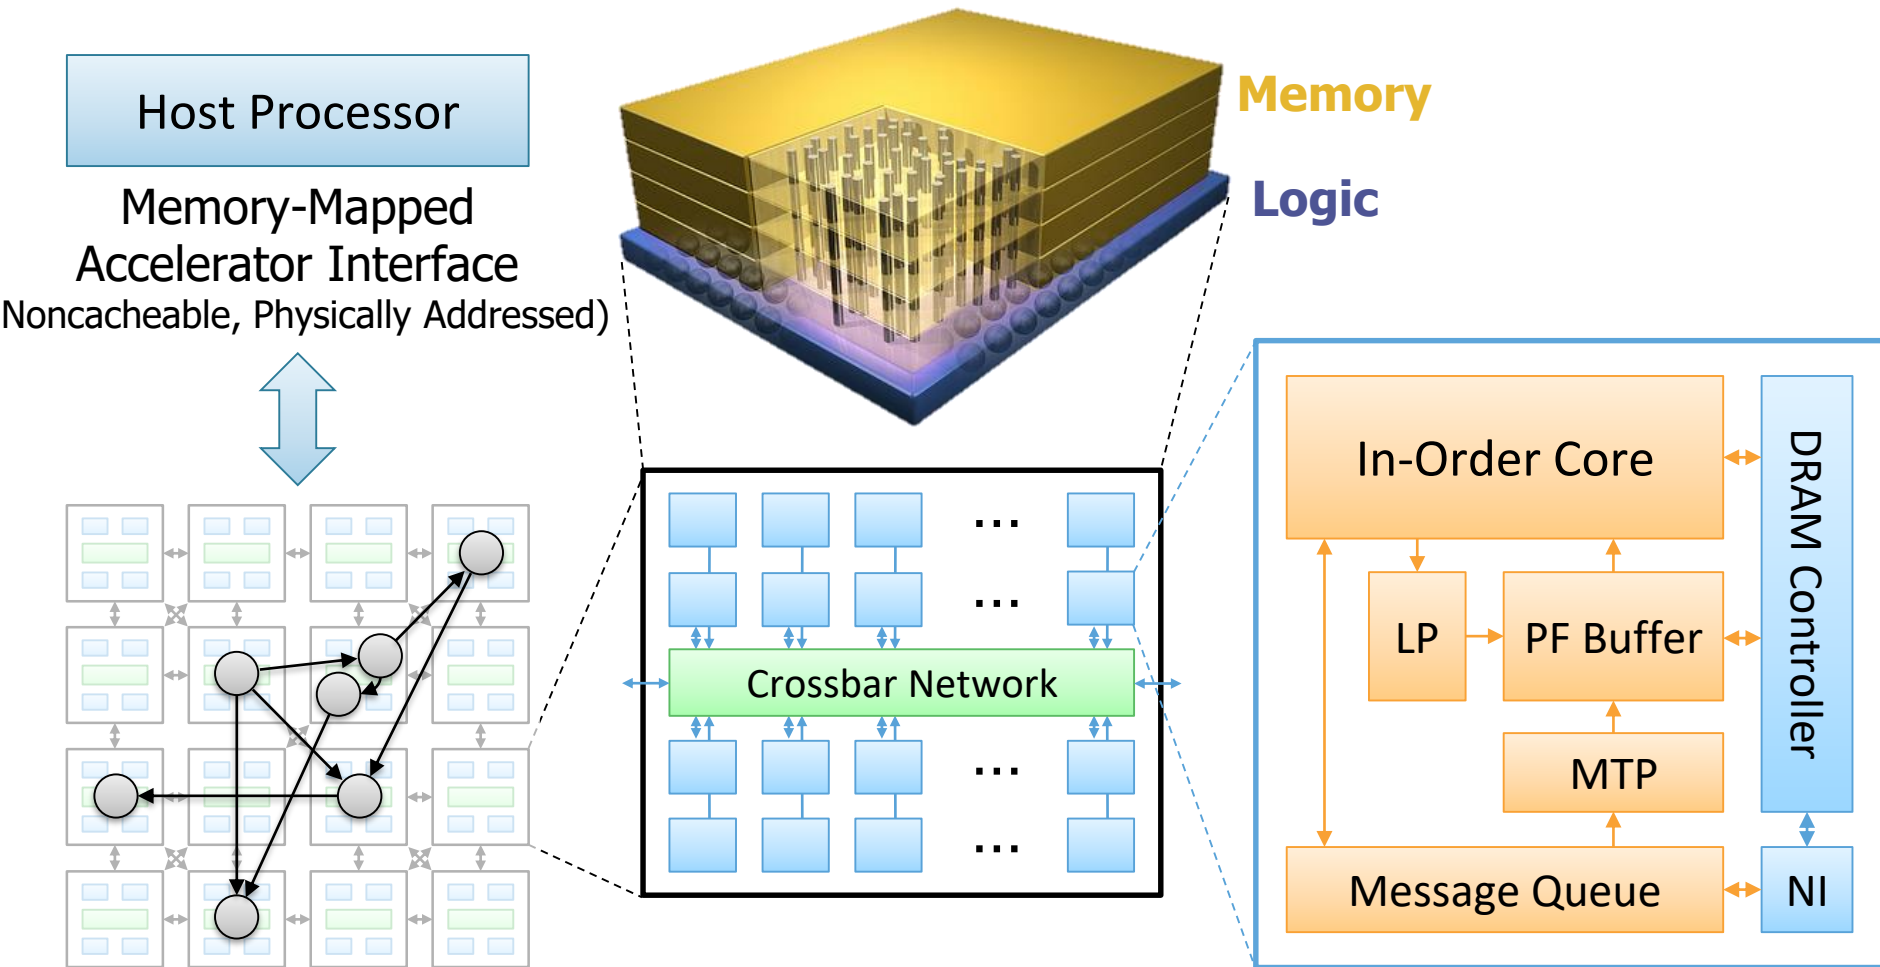 Host Processor
Memory-Mapped
Accelerator Interface
Noncacheable, Physically Addressed)
Memory
Logic
...
...
Crossbar Network
...
...
In-Order Core
DRAM Controller
LP
PF Buffer
MTP
Message Queue
NI